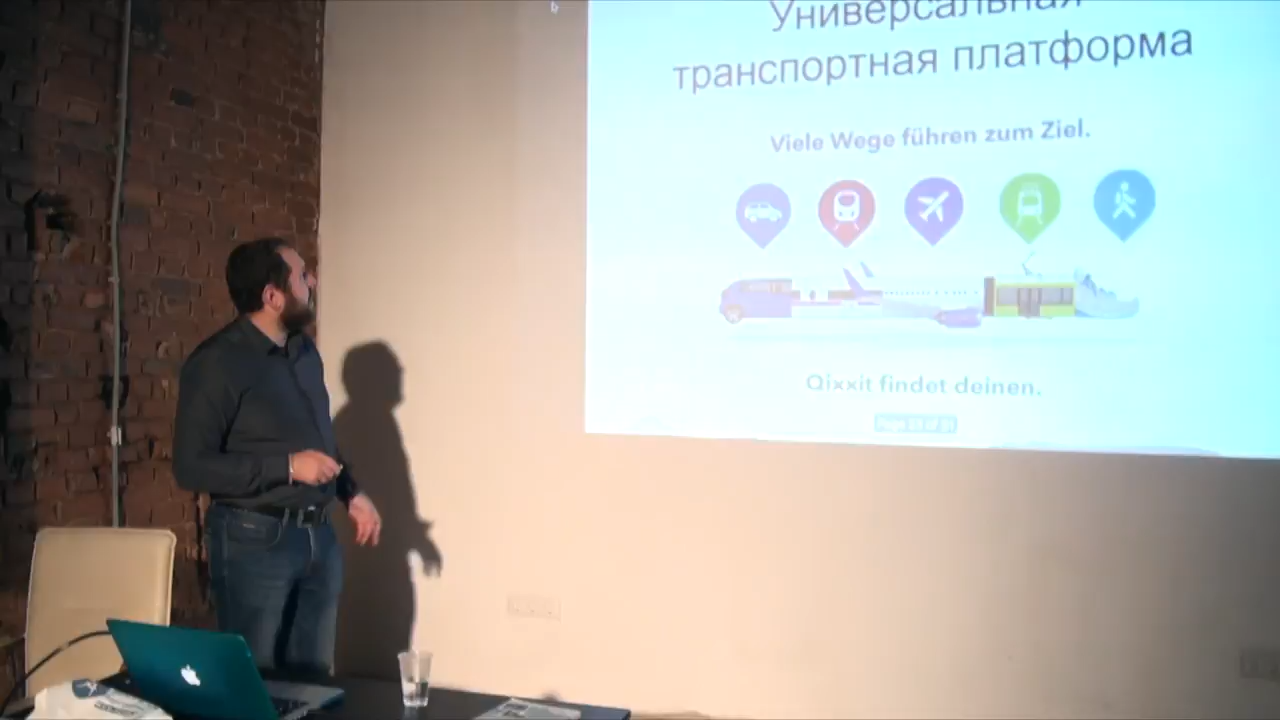 Универсальная
транспортная платформа
Viele Wege führen zum Ziel.
Qixxit findet deinen.